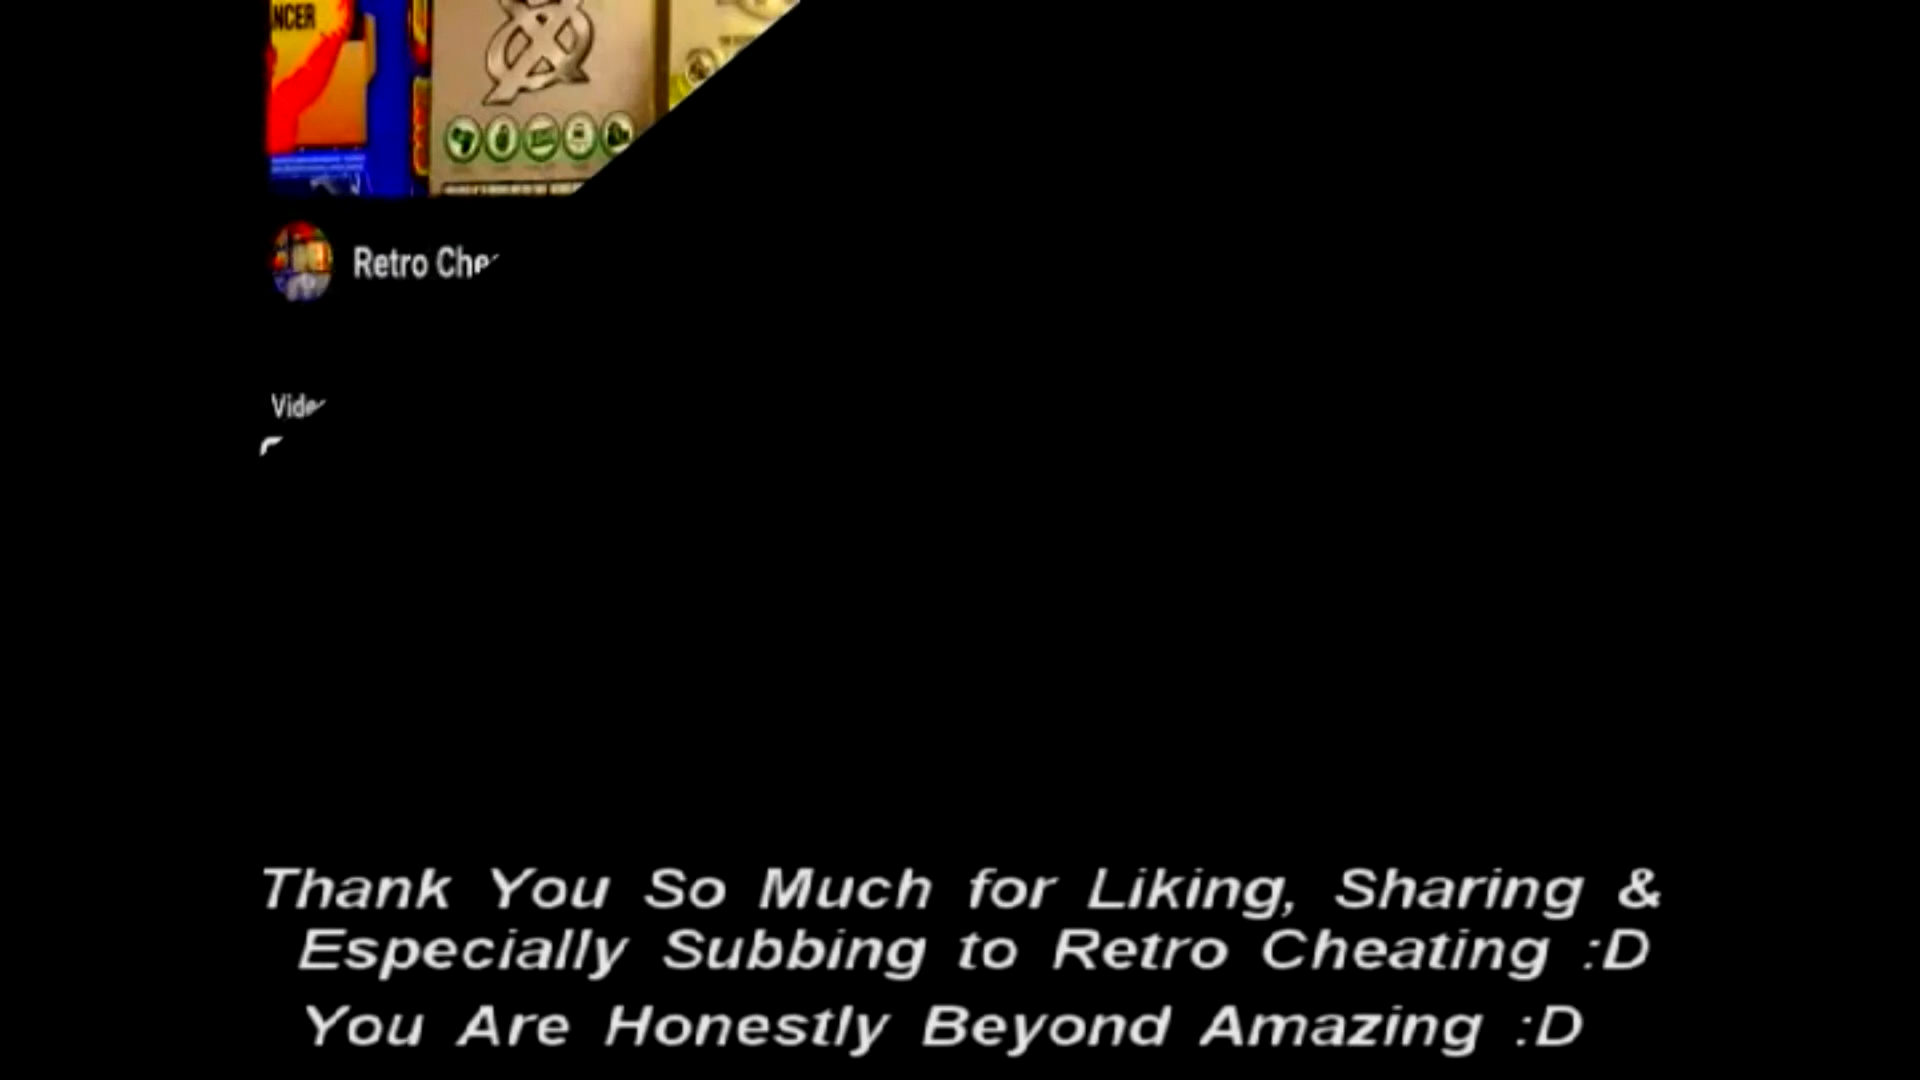 NCER
Retro Che
Vide
Thank You So Much for Liking, Sharing &
Especially Subbing to Retro Cheating :D
You Are Honestly Beyond Amazing :D